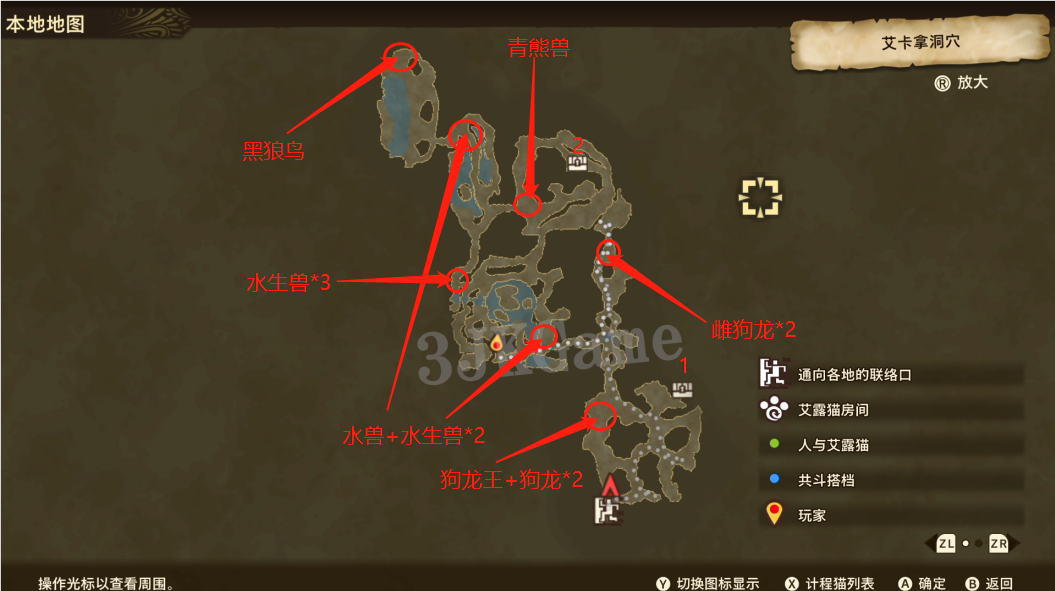 本地地图
艾卡拿洞穴
R 放大
青熊兽
黑狼鸟
2
水生兽*3
雌狗龙*2
3JKGame
1
水兽+水生兽*2
狗龙王+狗龙*2
通向各地的联络口
艾露猫房间
人与艾露猫
共斗搭档
玩家
ZL ZR
操作光标以查看周围。
Y 切换图标显示 X 计程猫列表 A 确定 B 返回